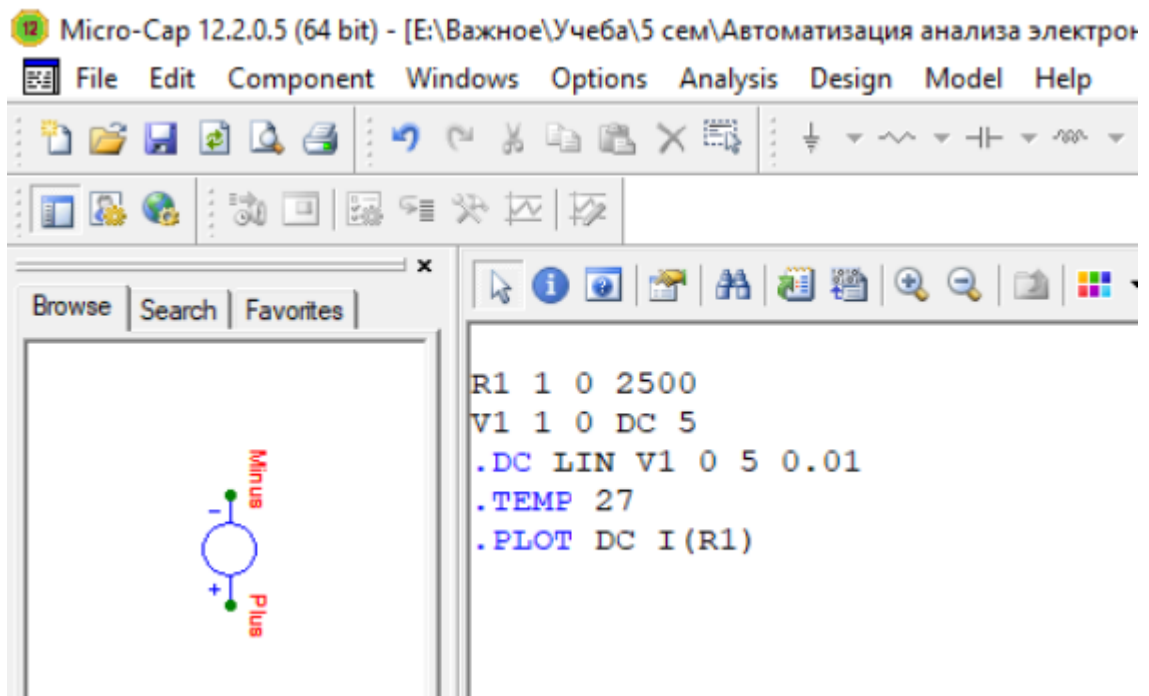 12 Micro-Cap 12.2.0.5 (64 bit) - [E:\Важное\Учеба\5 сем\Автоматизация анализа электрон
File Edit Component Windows Options Analysis Design Model Help
Browse Search Favorites
R1 1 0 2500
V1 1 0 DC 5
.DC LIN V1 0 5 0.01
.TEMP 27
.PLOT DC I(R1)
Minus
Plus